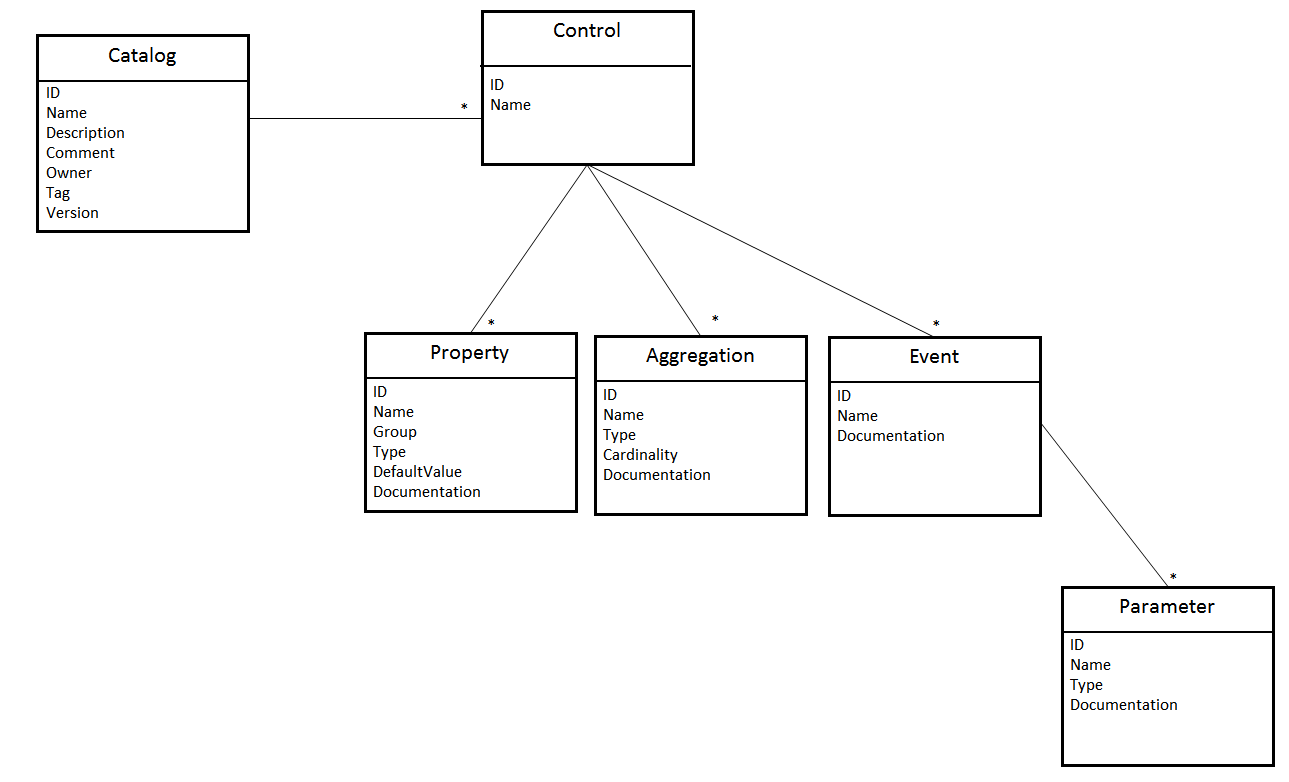 Catalog
ID
Name
Description
Comment
Owner
Tag
Version
*
Control
ID
Name
*
Property
ID
Name
Group
Type
DefaultValue
Documentation
*
Aggregation
ID
Name
Type
Cardinality
Documentation
*
Event
ID
Name
Documentation
*
Parameter
ID
Name
Type
Documentation